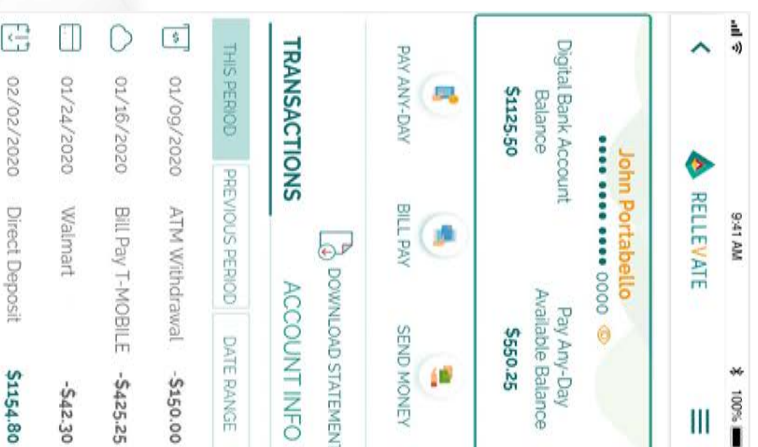 9:41 AM 100%
RELLEVATE
John Portabello
•••• •••• •••• 0000
Digital Bank Account Balance
$1125.50
Pay Any-Day Available Balance
$550.25
PAY ANY-DAY BILL PAY SEND MONEY
DOWNLOAD STATEMENT
TRANSACTIONS ACCOUNT INFO
THIS PERIOD PREVIOUS PERIOD DATE RANGE
01/09/2020 ATM Withdrawal -$150.00
01/16/2020 Bill Pay T-MOBILE -$425.25
01/24/2020 Walmart -$42.30
02/02/2020 Direct Deposit $1154.80